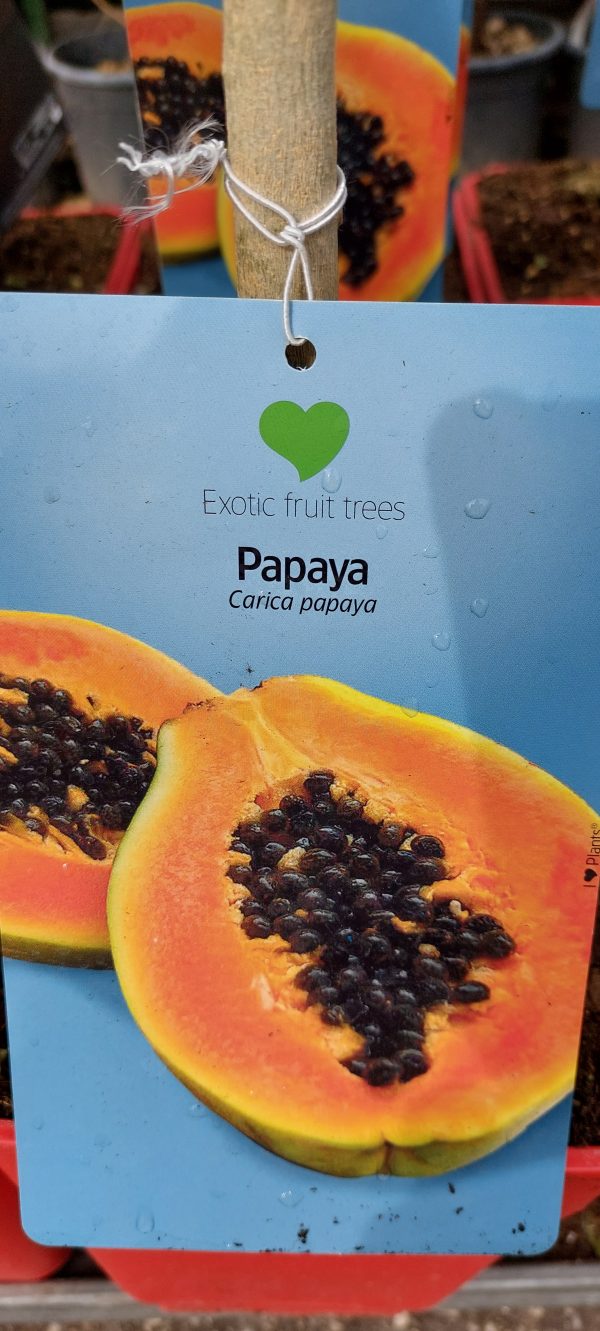 Exotic fruit trees
Papaya
Carica papaya
I ♥ Plants®